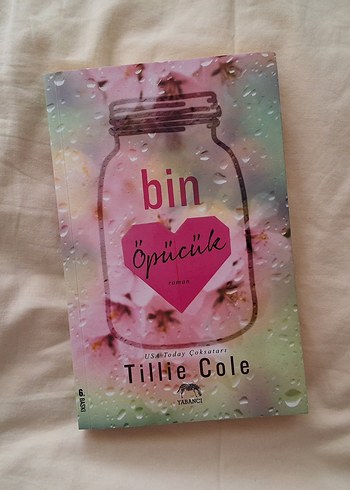 bin
Öpücük
roman
USA Today Çoksatarı
Tillie Cole
YABANCI